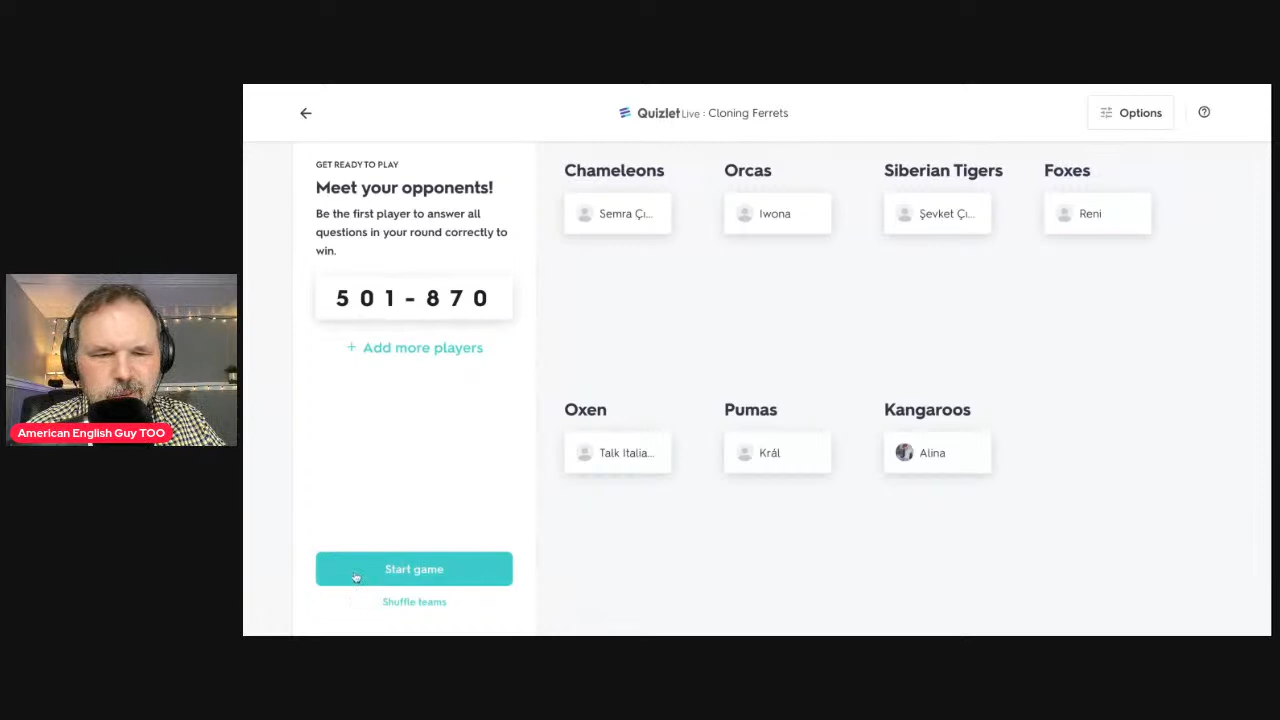 Quizlet Live : Cloning Ferrets
Options
GET READY TO PLAY
Meet your opponents!
Be the first player to answer all
questions in your round correctly to
win.
501-870
+ Add more players
Start game
Shuffle teams
Chameleons
Semra Çı...
Orcas
Iwona
Siberian Tigers
Şevket Çı...
Foxes
Reni
Oxen
Talk Italia...
Pumas
Král
Kangaroos
Alina
American English Guy TOO